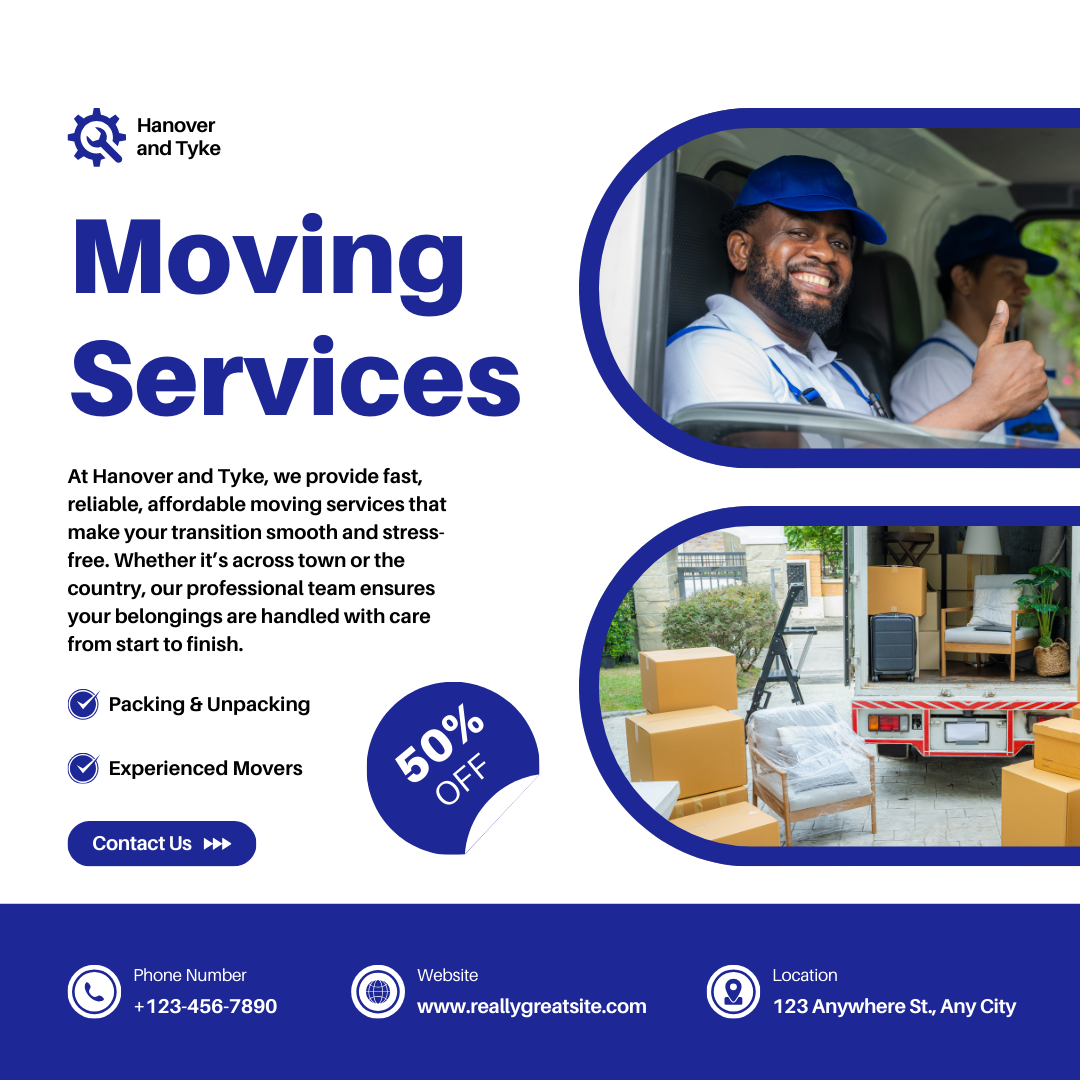 Hanover
and Tyke
Moving
Services
At Hanover and Tyke, we provide fast,
reliable, affordable moving services that
make your transition smooth and stress-
free. Whether it’s across town or the
country, our professional team ensures
your belongings are handled with care
from start to finish.
Packing & Unpacking
Experienced Movers
50%
OFF
Contact Us
Phone Number
+123-456-7890
Website
www.reallygreatsite.com
Location
123 Anywhere St., Any City